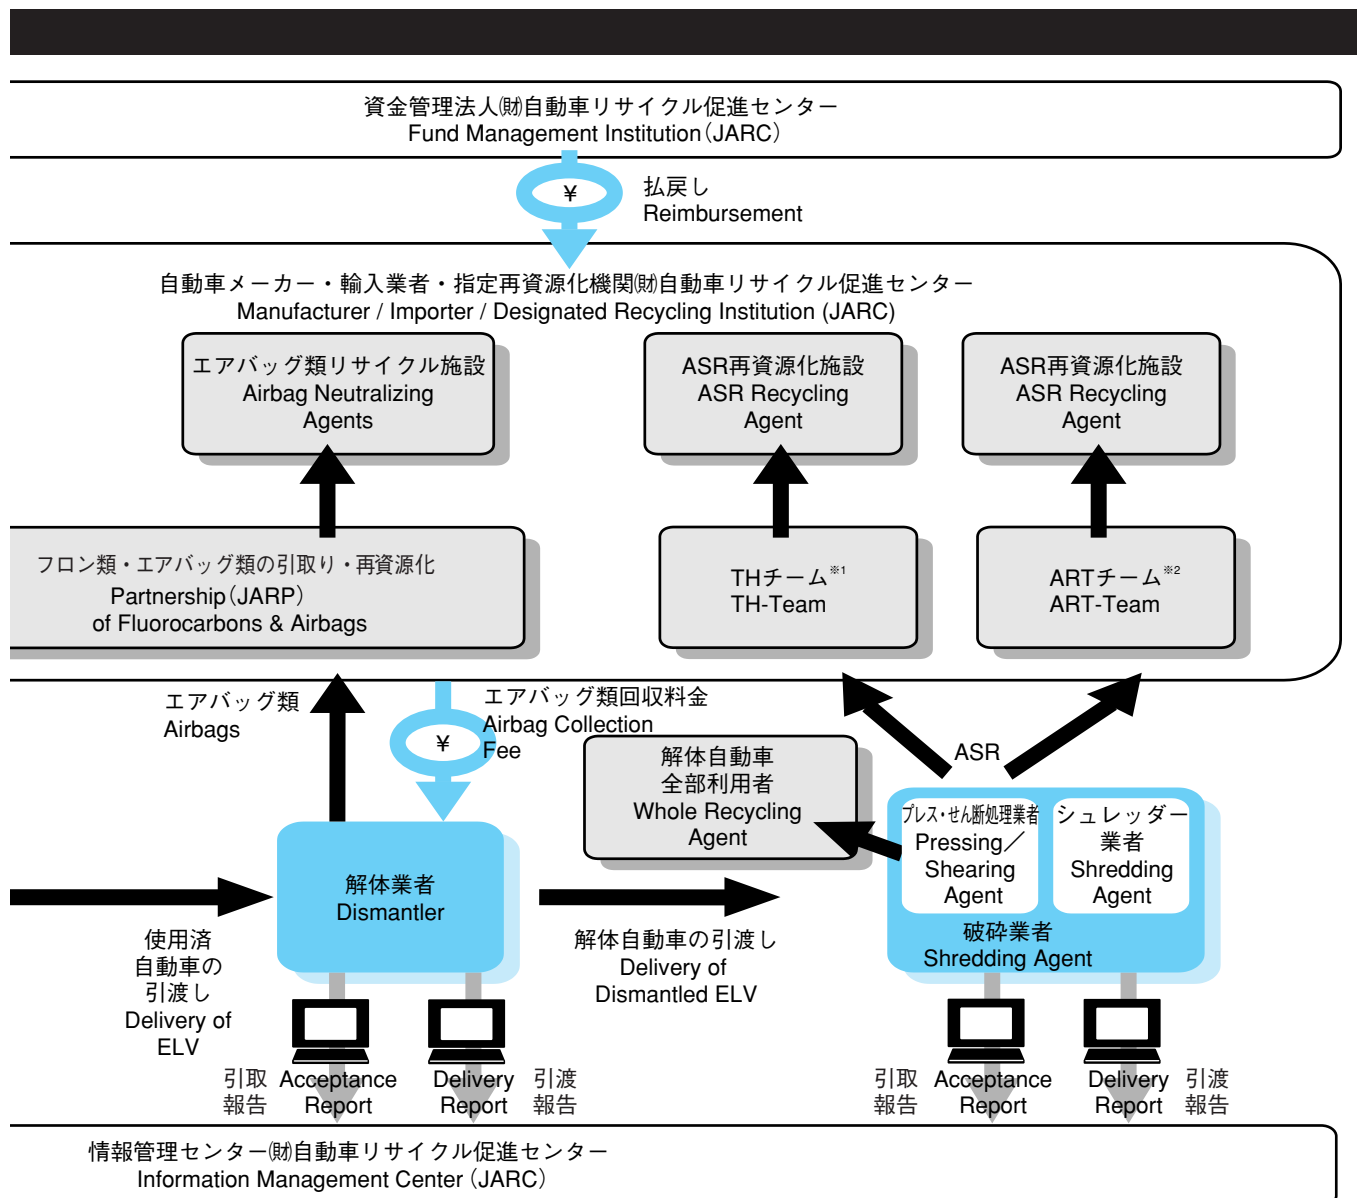 資金管理法人㈶自動車リサイクル促進センター
Fund Management Institution（JARC）
¥
払戻し
Reimbursement
自動車メーカー・輸入業者・指定再資源化機関㈶自動車リサイクル促進センター
Manufacturer / Importer / Designated Recycling Institution (JARC)
エアバッグ類リサイクル施設
Airbag Neutralizing
Agents
ASR再資源化施設
ASR Recycling
Agent
ASR再資源化施設
ASR Recycling
Agent
フロン類・エアバッグ類の引取り・再資源化
Partnership（JARP）
of Fluorocarbons & Airbags
THチーム※1
TH-Team
ARTチーム※2
ART-Team
エアバッグ類
Airbags
¥
エアバッグ類回収料金
Airbag Collection
Fee
解体自動車
全部利用者
Whole Recycling
Agent
ASR
プレス・せん断処理業者
Pressing／
Shearing
Agent
シュレッダー
業者
Shredding
Agent
破砕業者
Shredding Agent
解体業者
Dismantler
使用済
自動車の
引渡し
Delivery of
ELV
解体自動車の引渡し
Delivery of
Dismantled ELV
引取
報告
Acceptance
Report
Delivery
Report
引渡
報告
引取
報告
Acceptance
Report
Delivery
Report
引渡
報告
情報管理センター㈶自動車リサイクル促進センター
Information Management Center（JARC）